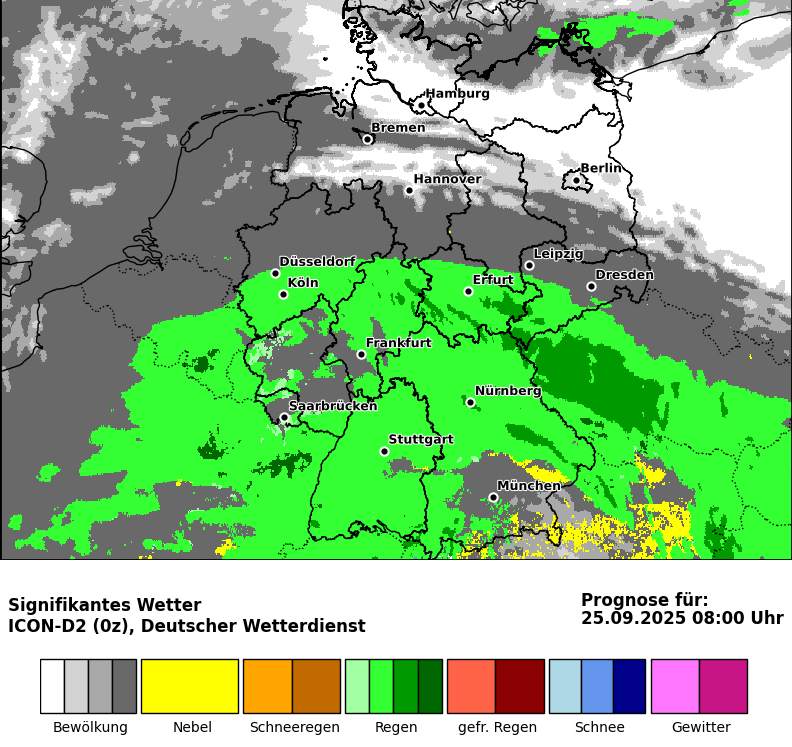 Hamburg
Bremen
Berlin
Hannover
Leipzig
Düsseldorf
Dresden
Köln
Erfurt
Frankfurt
Nürnberg
Saarbrücken
Stuttgart
München
Signifikantes Wetter
ICON-D2 (0z), Deutscher Wetterdienst
Prognose für:
25.09.2025 08:00 Uhr
Bewölkung
Nebel
Schneeregen
Regen
gefr. Regen
Schnee
Gewitter